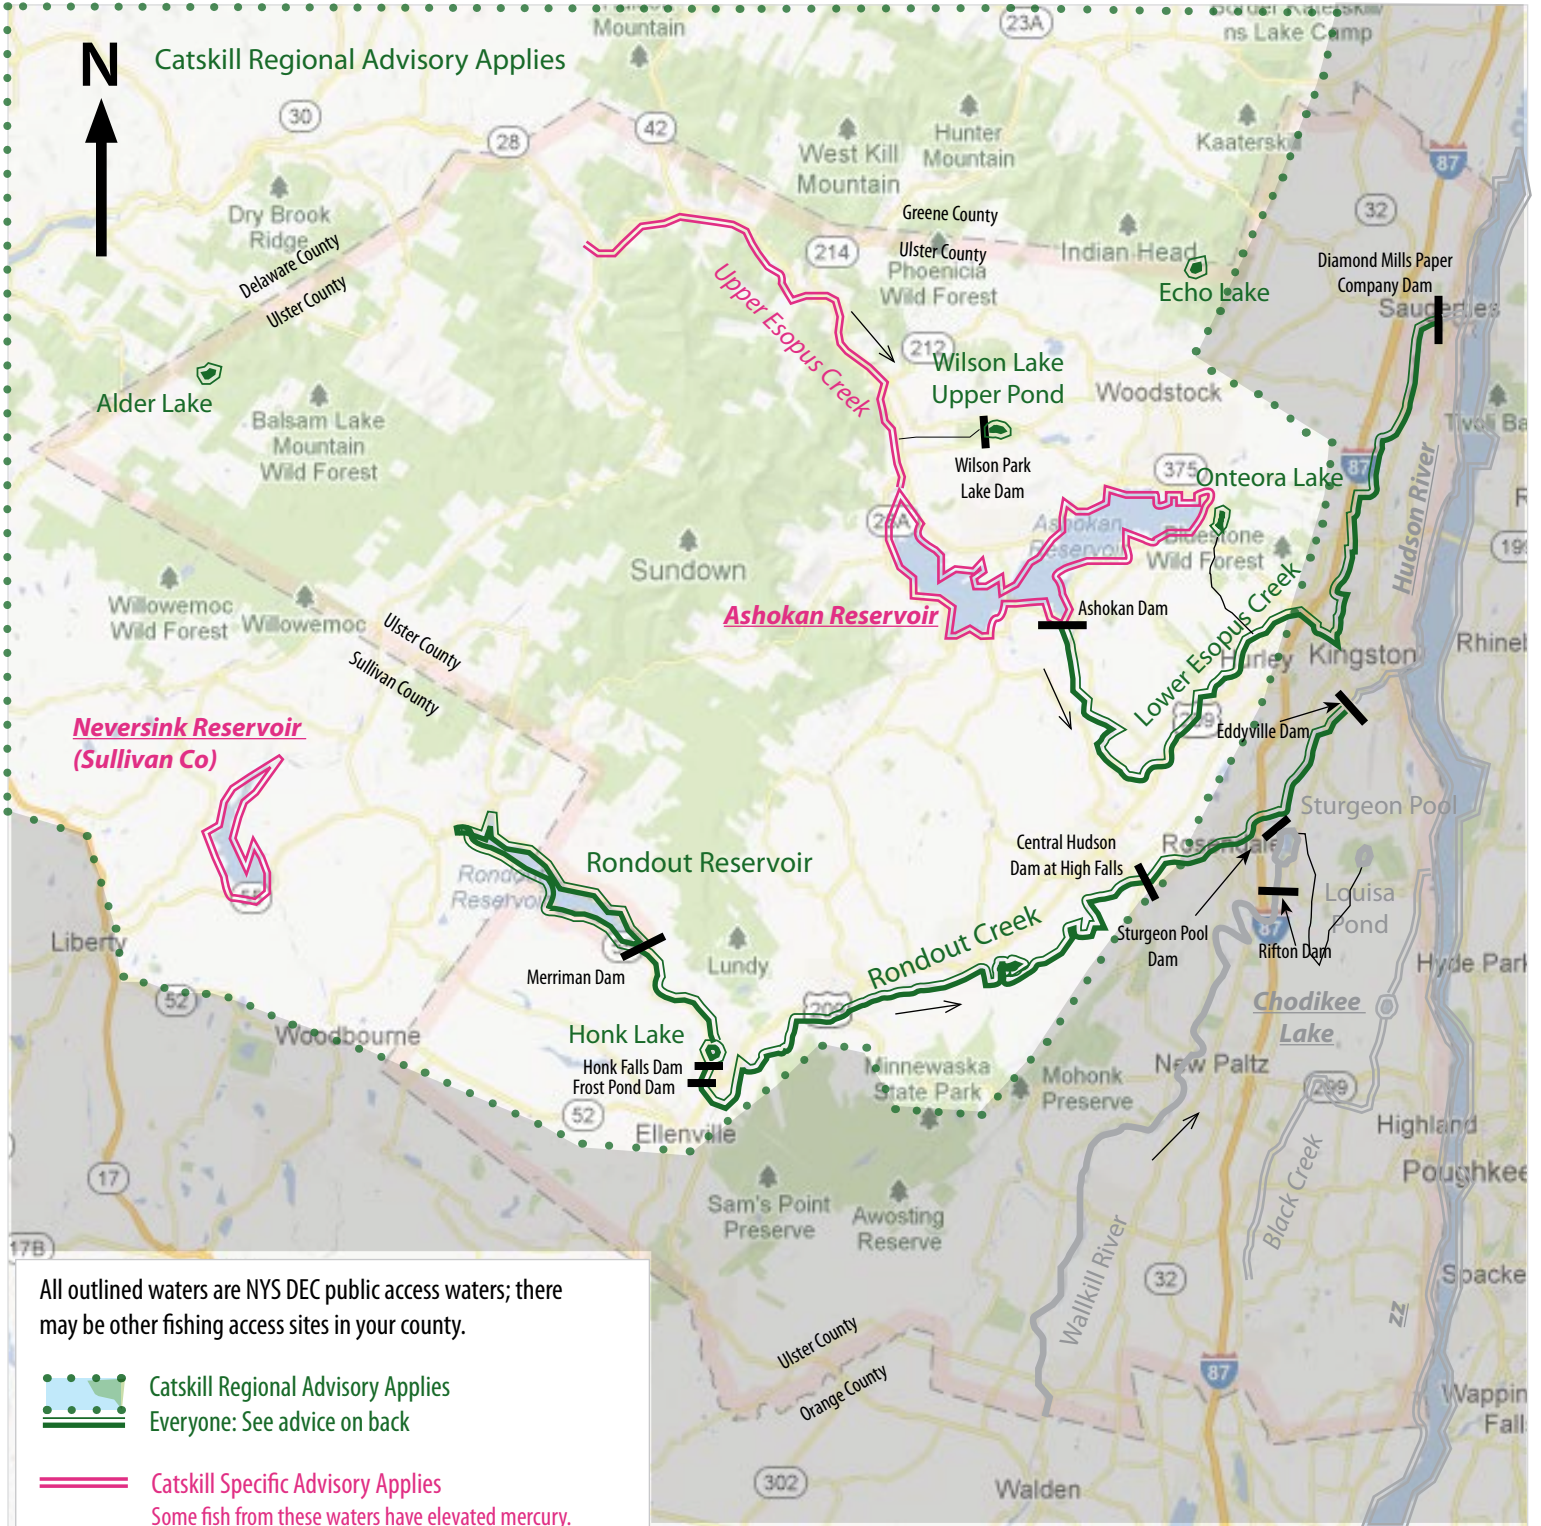 Mountain
23A
ns Lake Camp
N
Catskill Regional Advisory Applies
30
28
42
West Kill
Mountain
Hunter
Mountain
87
32
Dry Brook
Ridge
Delaware County
Ulster County
Greene County
Ulster County
214
Phoenicia
Wild Forest
Indian Head
Echo Lake
Diamond Mills Paper
Company Dam
Saugerties
Upper Esopus Creek
212
Wilson Lake
Upper Pond
Woodstock
Alder Lake
Balsam Lake
Mountain
Wild Forest
Wilson Park
Lake Dam
375
Onteora Lake
87
Hudson River
28A
Ashokan
Reservoir
Bluestone
Wild Forest
199
Sundown
Willowemoc
Wild Forest
Willowemoc
Ulster County
Sullivan County
Ashokan Reservoir
Ashokan Dam
Lower Esopus Creek
Hurley
Kingston
209
Eddyville Dam
Neversink Reservoir
(Sullivan Co)
55
Rondout Reservoir
Rondout
Reservoir
Central Hudson
Dam at High Falls
Rosendale
Sturgeon Pool
Louisa
Pond
Liberty
Merriman Dam
Lundy
Rondout Creek
Sturgeon Pool
Dam
87
Rifton Dam
Hyde Park
52
Woodbourne
Honk Lake
Honk Falls Dam
Frost Pond Dam
209
Chodikee
Lake
Minnewaska
State Park
Mohonk
Preserve
New Paltz
299
52
Ellenville
Highland
17
Sam's Point
Preserve
Awosting
Reserve
Black Creek
17B
Wallkill River
32
zz
Ulster County
Orange County
87
302
Walden
All outlined waters are NYS DEC public access waters; there
may be other fishing access sites in your county.
Catskill Regional Advisory Applies
Everyone: See advice on back
Catskill Specific Advisory Applies
Some fish from these waters have elevated mercury.